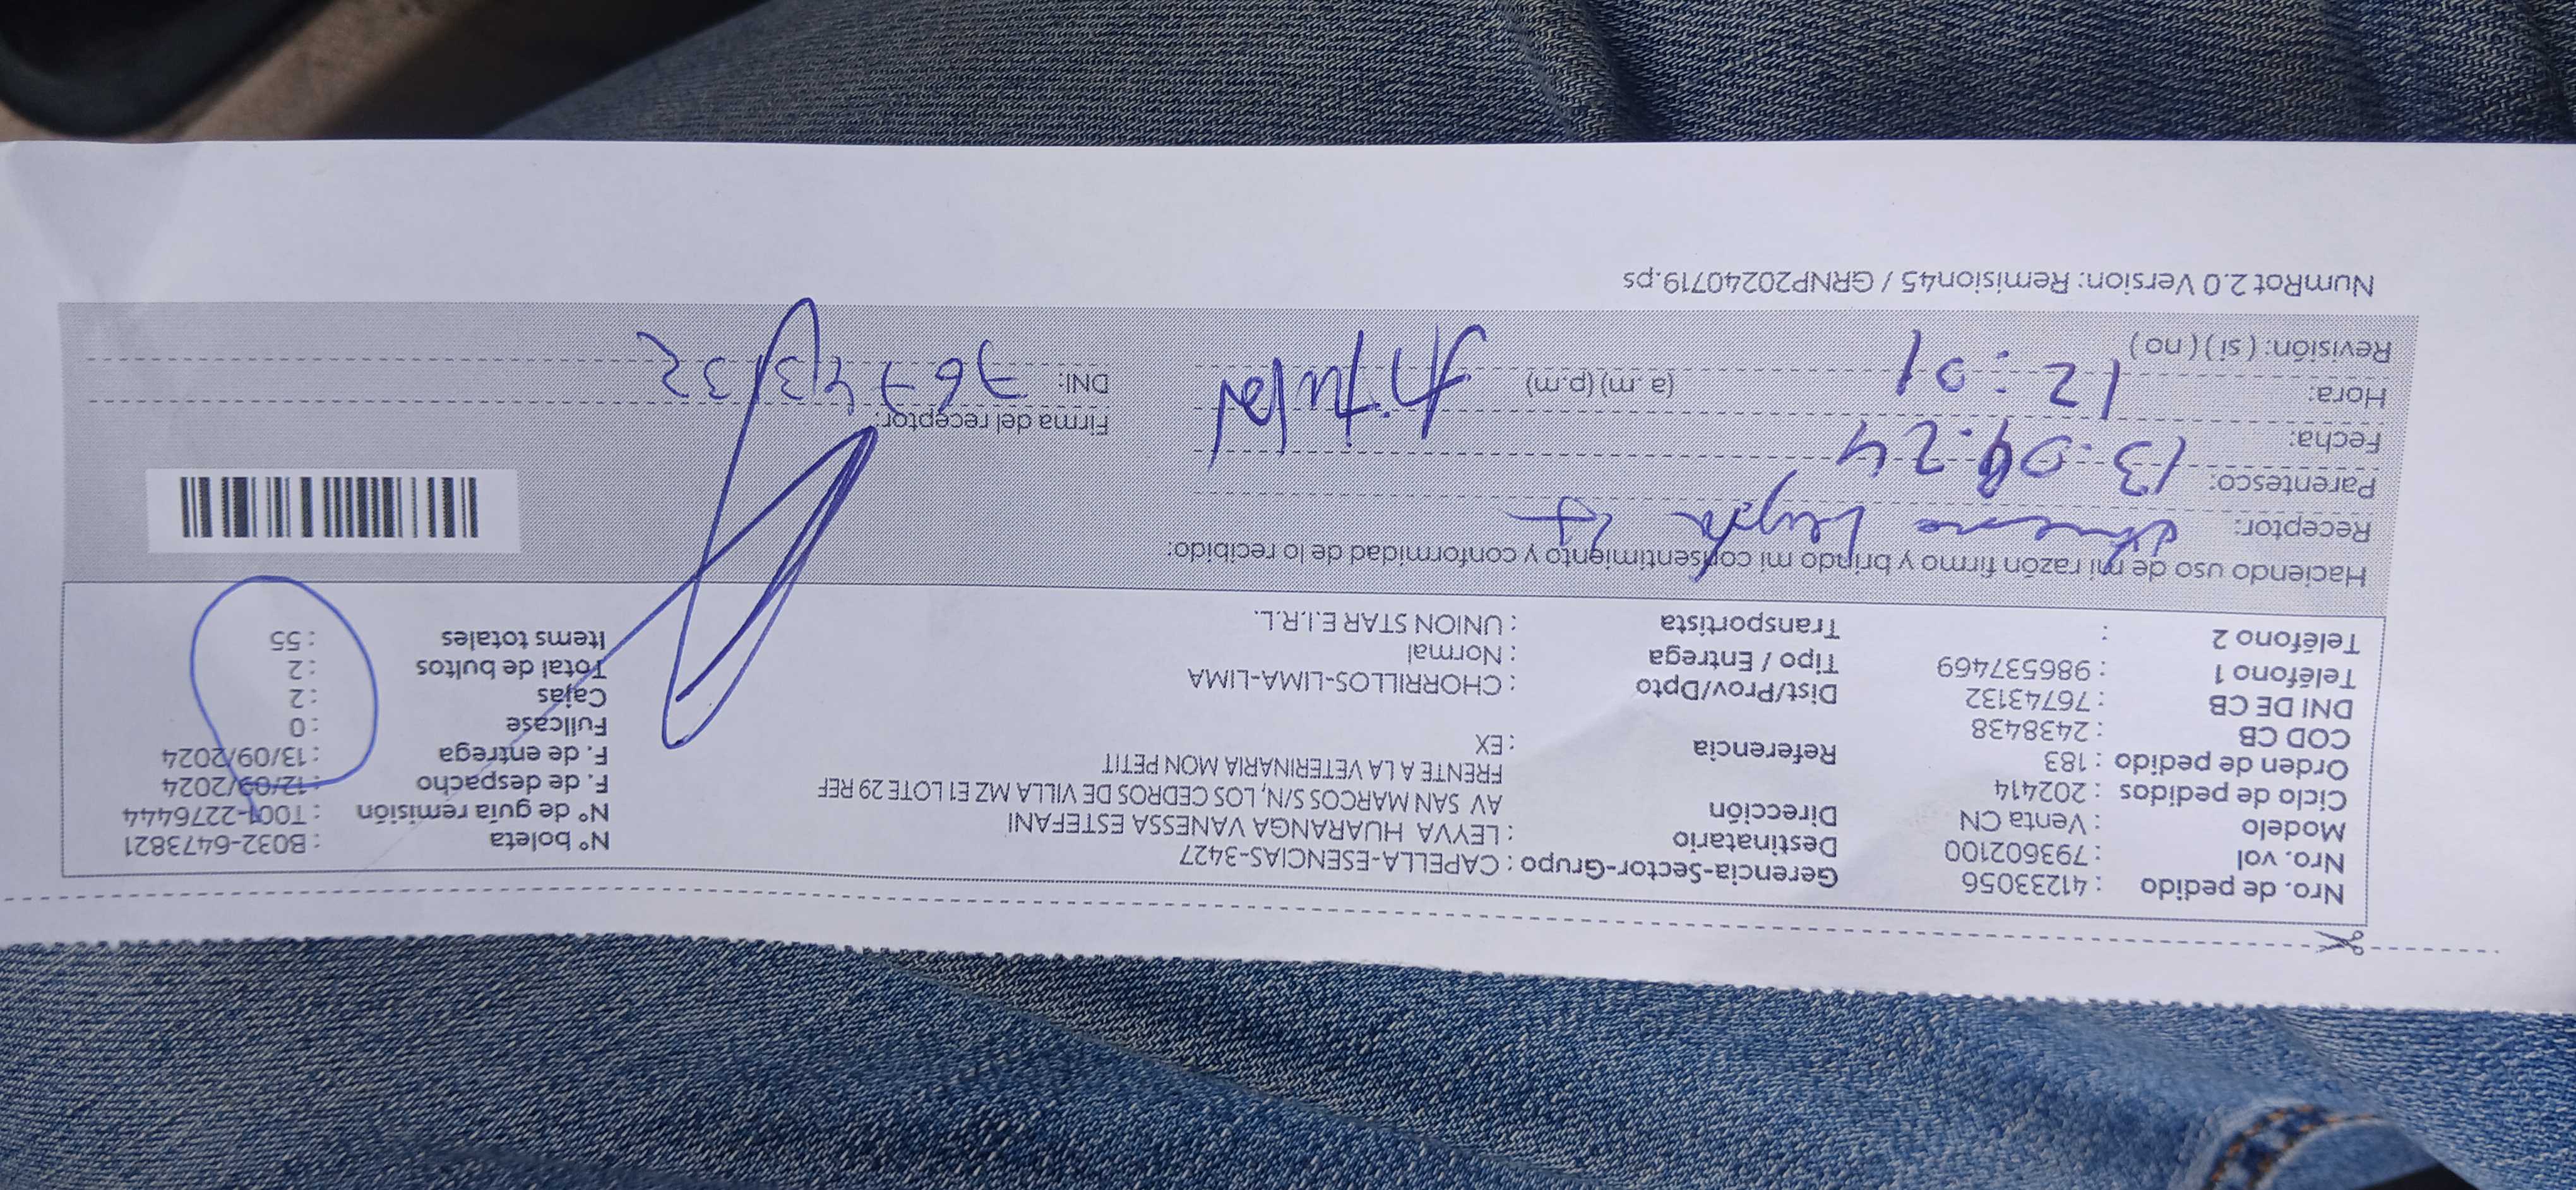 Nro. de pedido : 41233056
Nro. vol : 793602100
Modelo : Venta CN
Ciclo de pedidos : 202414
Orden de pedido : 183
COD CB : 2438438
DNI DE CB : 76743132
Teléfono 1 : 986537469
Teléfono 2 :
Gerencia-Sector-Grupo : CAPELLA-ESENCIAS-3427
Destinatario : LEYVA HUARANGA VANESSA ESTEFANI
Dirección AV SAN MARCOS S/N, LOS CEDROS DE VILLA MZ E1 LOTE 29 REF
FRENTE A LA VETERINARIA MON PETIT
Referencia : EX
Dist/Prov/Dpto : CHORRILLOS-LIMA-LIMA
Tipo / Entrega : Normal
Transportista : UNION STAR E.I.R.L.
N° boleta : B032-6473821
N° de guía remisión : T001-2276444
F. de despacho : 12/09/2024
F. de entrega : 13/09/2024
Fullcase : 0
Cajas : 2
Total de bultos : 2
Items totales : 55
Haciendo uso de mi razón firmo y brindo mi consentimiento y conformidad de lo recibido:
Receptor: Leyva
Parentesco: Titular
Fecha: 13.09.24
Hora: 12:01 (a.m) (p.m)
Revisión: ( si ) ( no )
Firma del receptor:
DNI: 76743132
NumRot 2.0 Version: Remision45 / GRNP20240719.ps